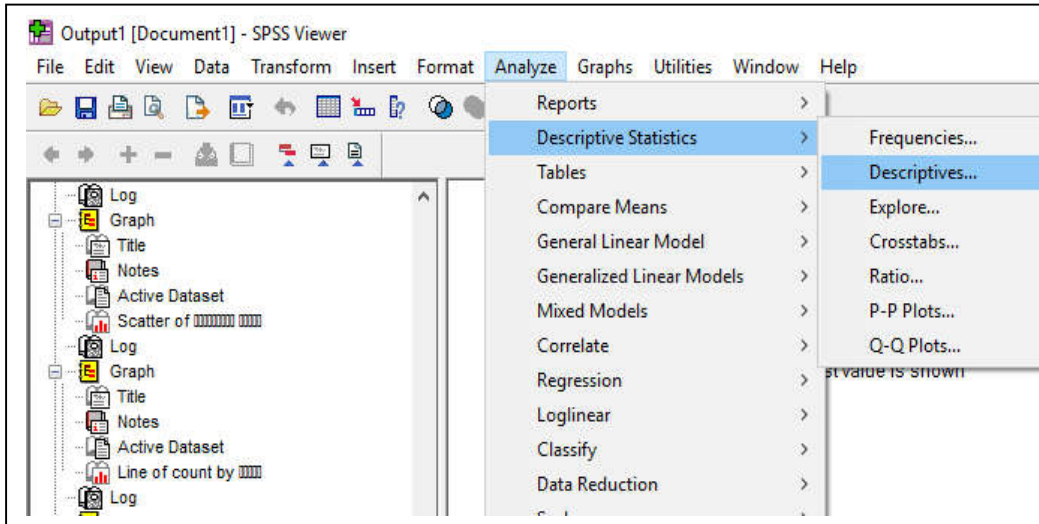 Output1 [Document1] - SPSS Viewer
File Edit View Data Transform Insert Format Analyze Graphs Utilities Window Help
Reports
Descriptive Statistics
Tables
Compare Means
General Linear Model
Generalized Linear Models
Mixed Models
Correlate
Regression
Loglinear
Classify
Data Reduction
Frequencies...
Descriptives...
Explore...
Crosstabs...
Ratio...
P-P Plots...
Q-Q Plots...
value is shown
Log
Graph
Title
Notes
Active Dataset
Scatter of
Log
Graph
Title
Notes
Active Dataset
Line of count by
Log